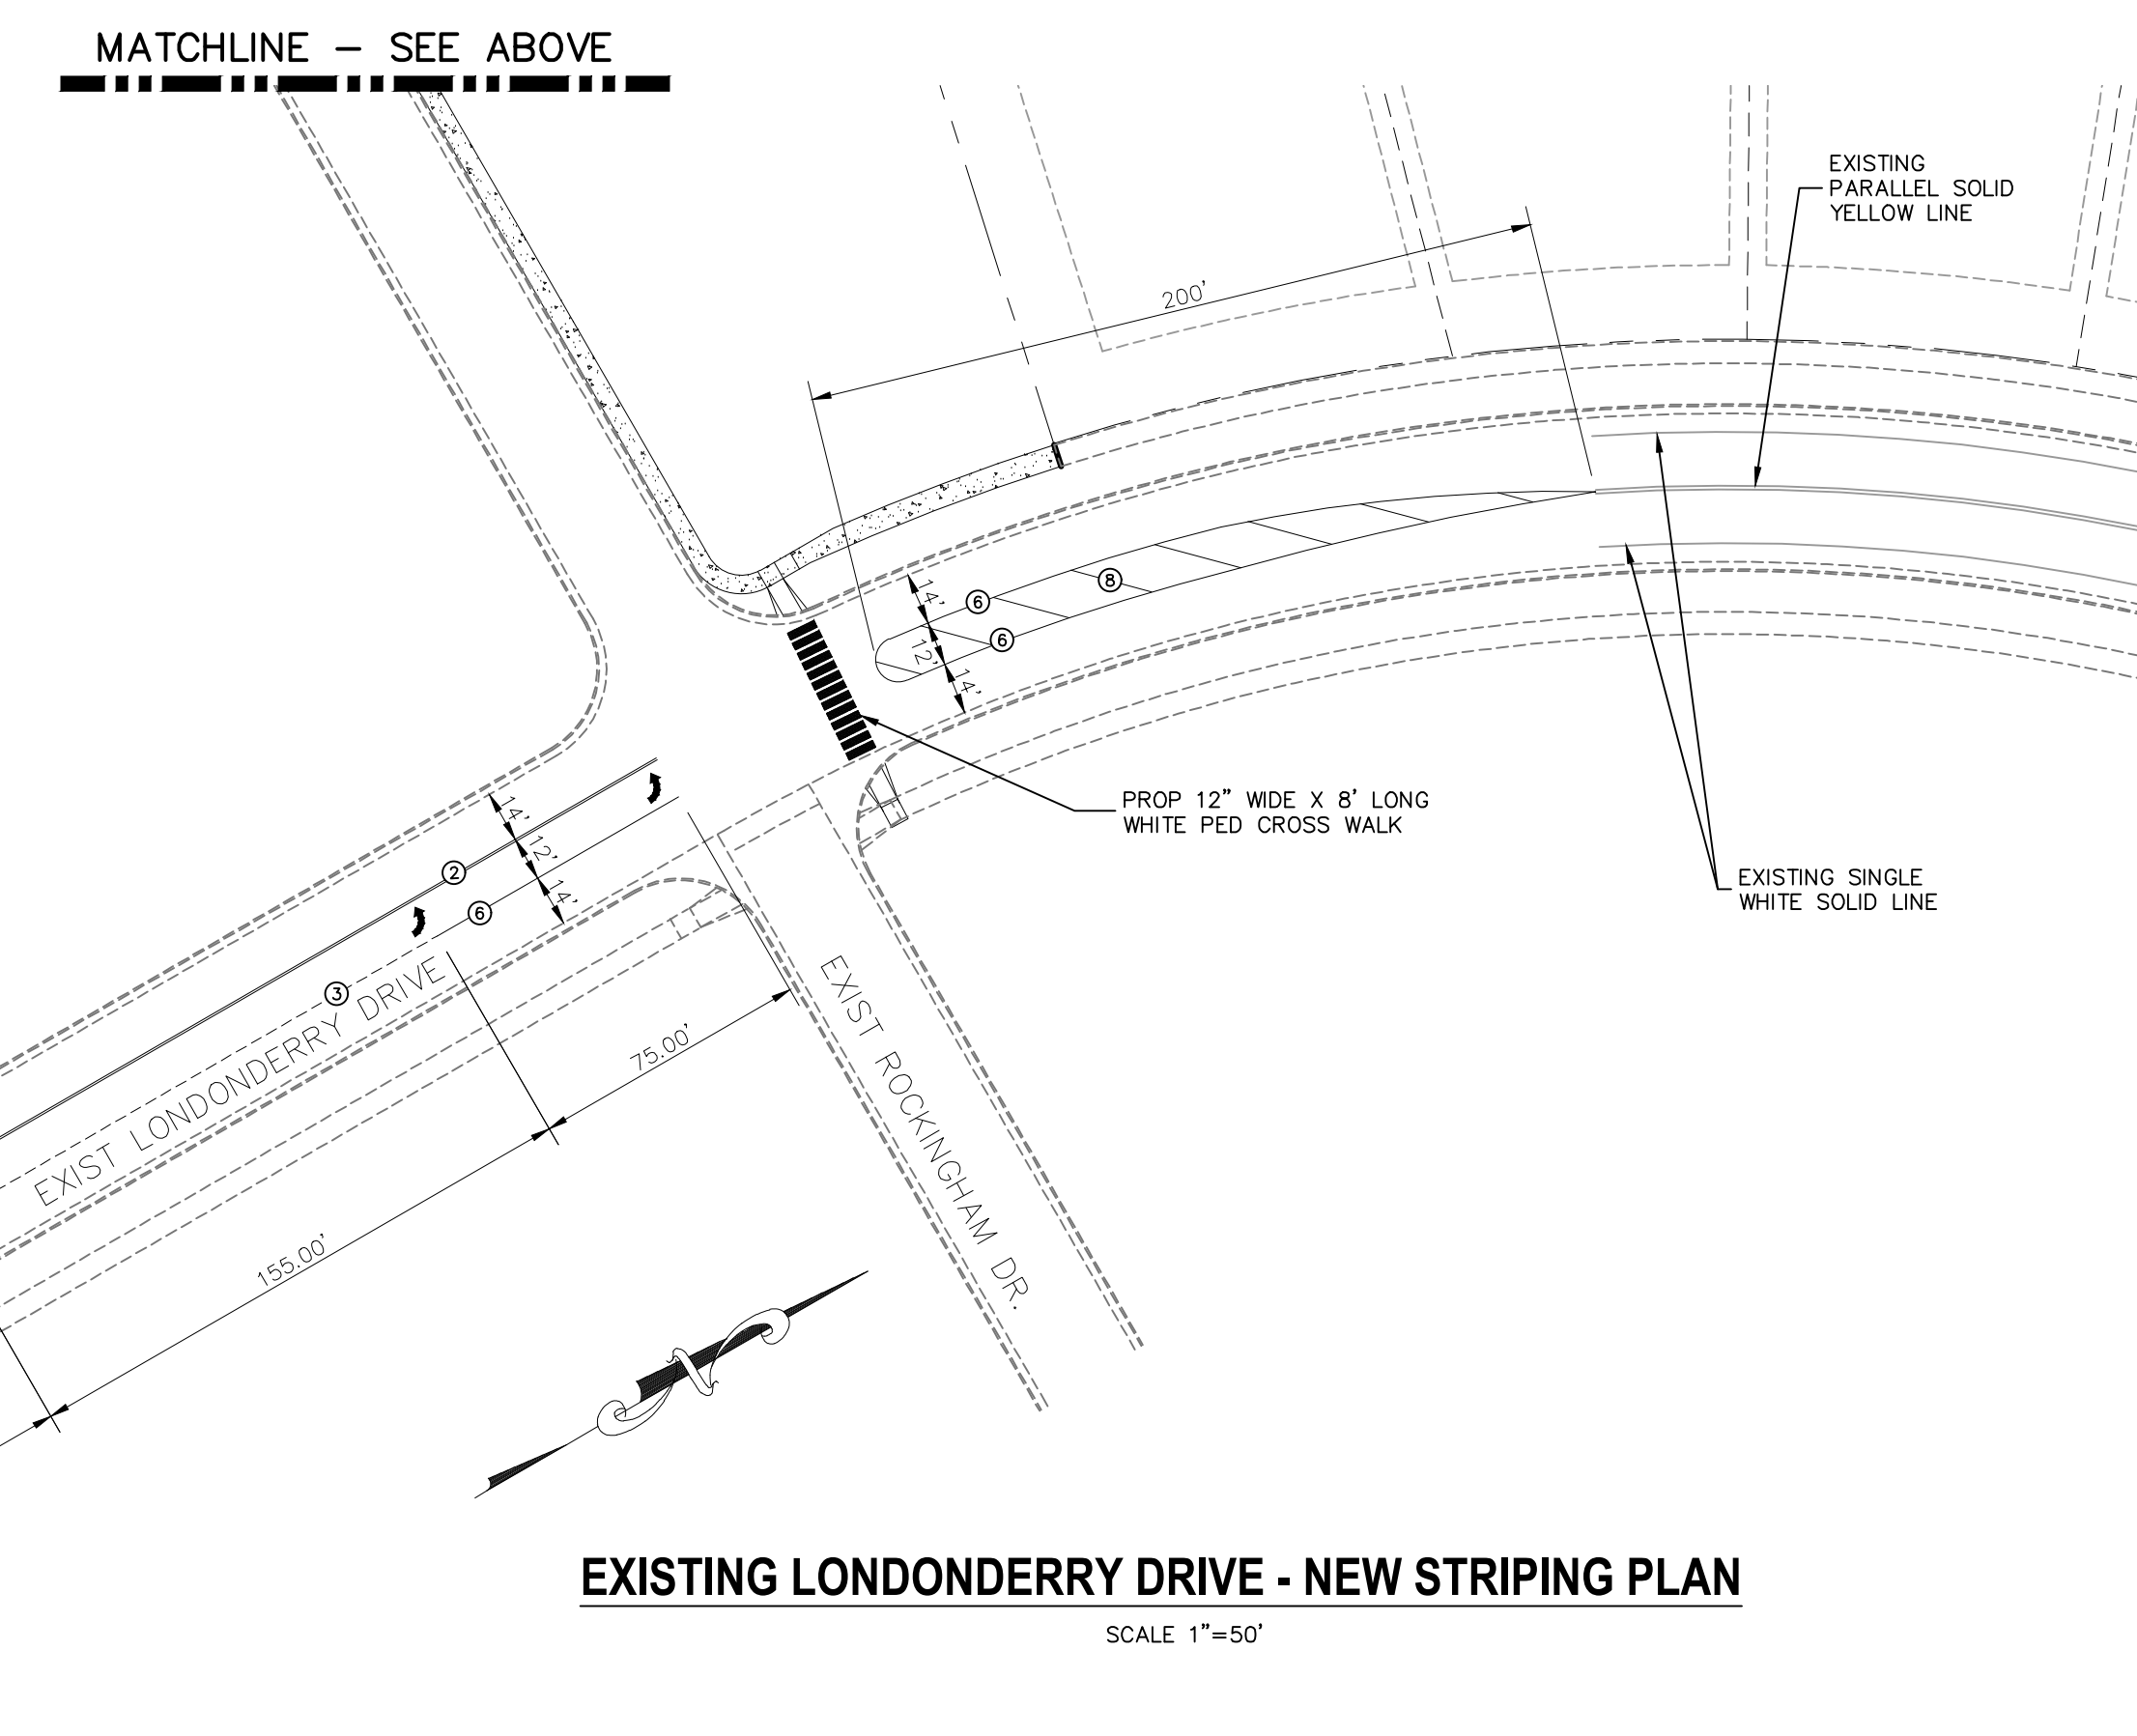 MATCHLINE - SEE ABOVE
EXISTING
PARALLEL SOLID
YELLOW LINE
200'
14'
12'
14'
6
6
8
PROP 12" WIDE X 8' LONG
WHITE PED CROSS WALK
EXISTING SINGLE
WHITE SOLID LINE
14'
12'
14'
2
6
3
EXIST LONDONDERRY DRIVE
75.00'
155.00'
EXIST ROCKINGHAM DR.
N
EXISTING LONDONDERRY DRIVE - NEW STRIPING PLAN
SCALE 1"=50'